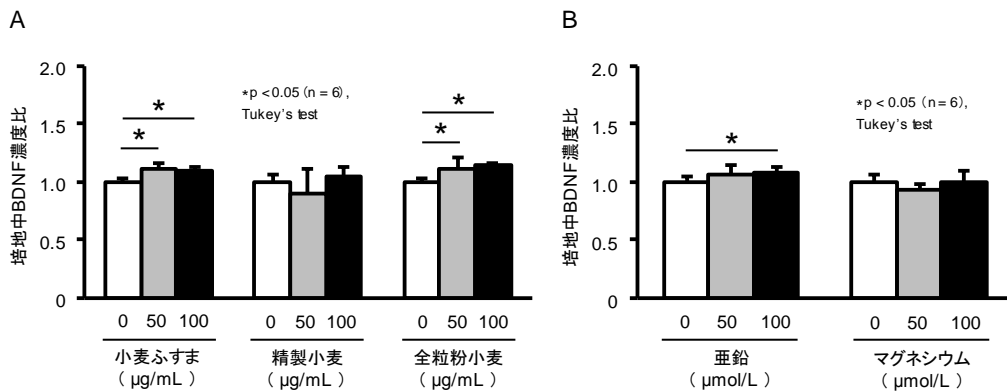 A
培地中BDNF濃度比
2.0
1.5
1.0
0.5
0
*p < 0.05 (n = 6),
Tukey's test
* * * *
0 50 100 0 50 100 0 50 100
小麦ふすま 精製小麦 全粒粉小麦
( µg/mL ) ( µg/mL ) ( µg/mL )
B
培地中BDNF濃度比
2.0
1.5
1.0
0.5
0
*p < 0.05 (n = 6),
Tukey's test
*
0 50 100 0 50 100
亜鉛 マグネシウム
( µmol/L ) ( µmol/L )